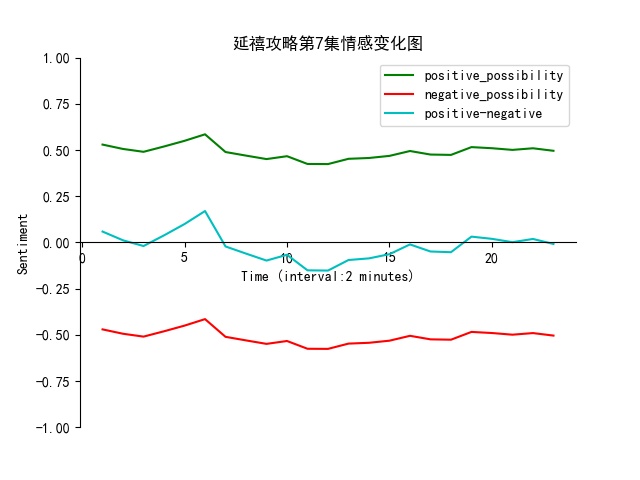 延禧攻略第7集情感变化图
positive_possibility
negative_possibility
positive-negative
1.00
0.75
0.50
0.25
0.00
−0.25
−0.50
−0.75
−1.00
Sentiment
0 5 10 15 20
Time (interval:2 minutes)